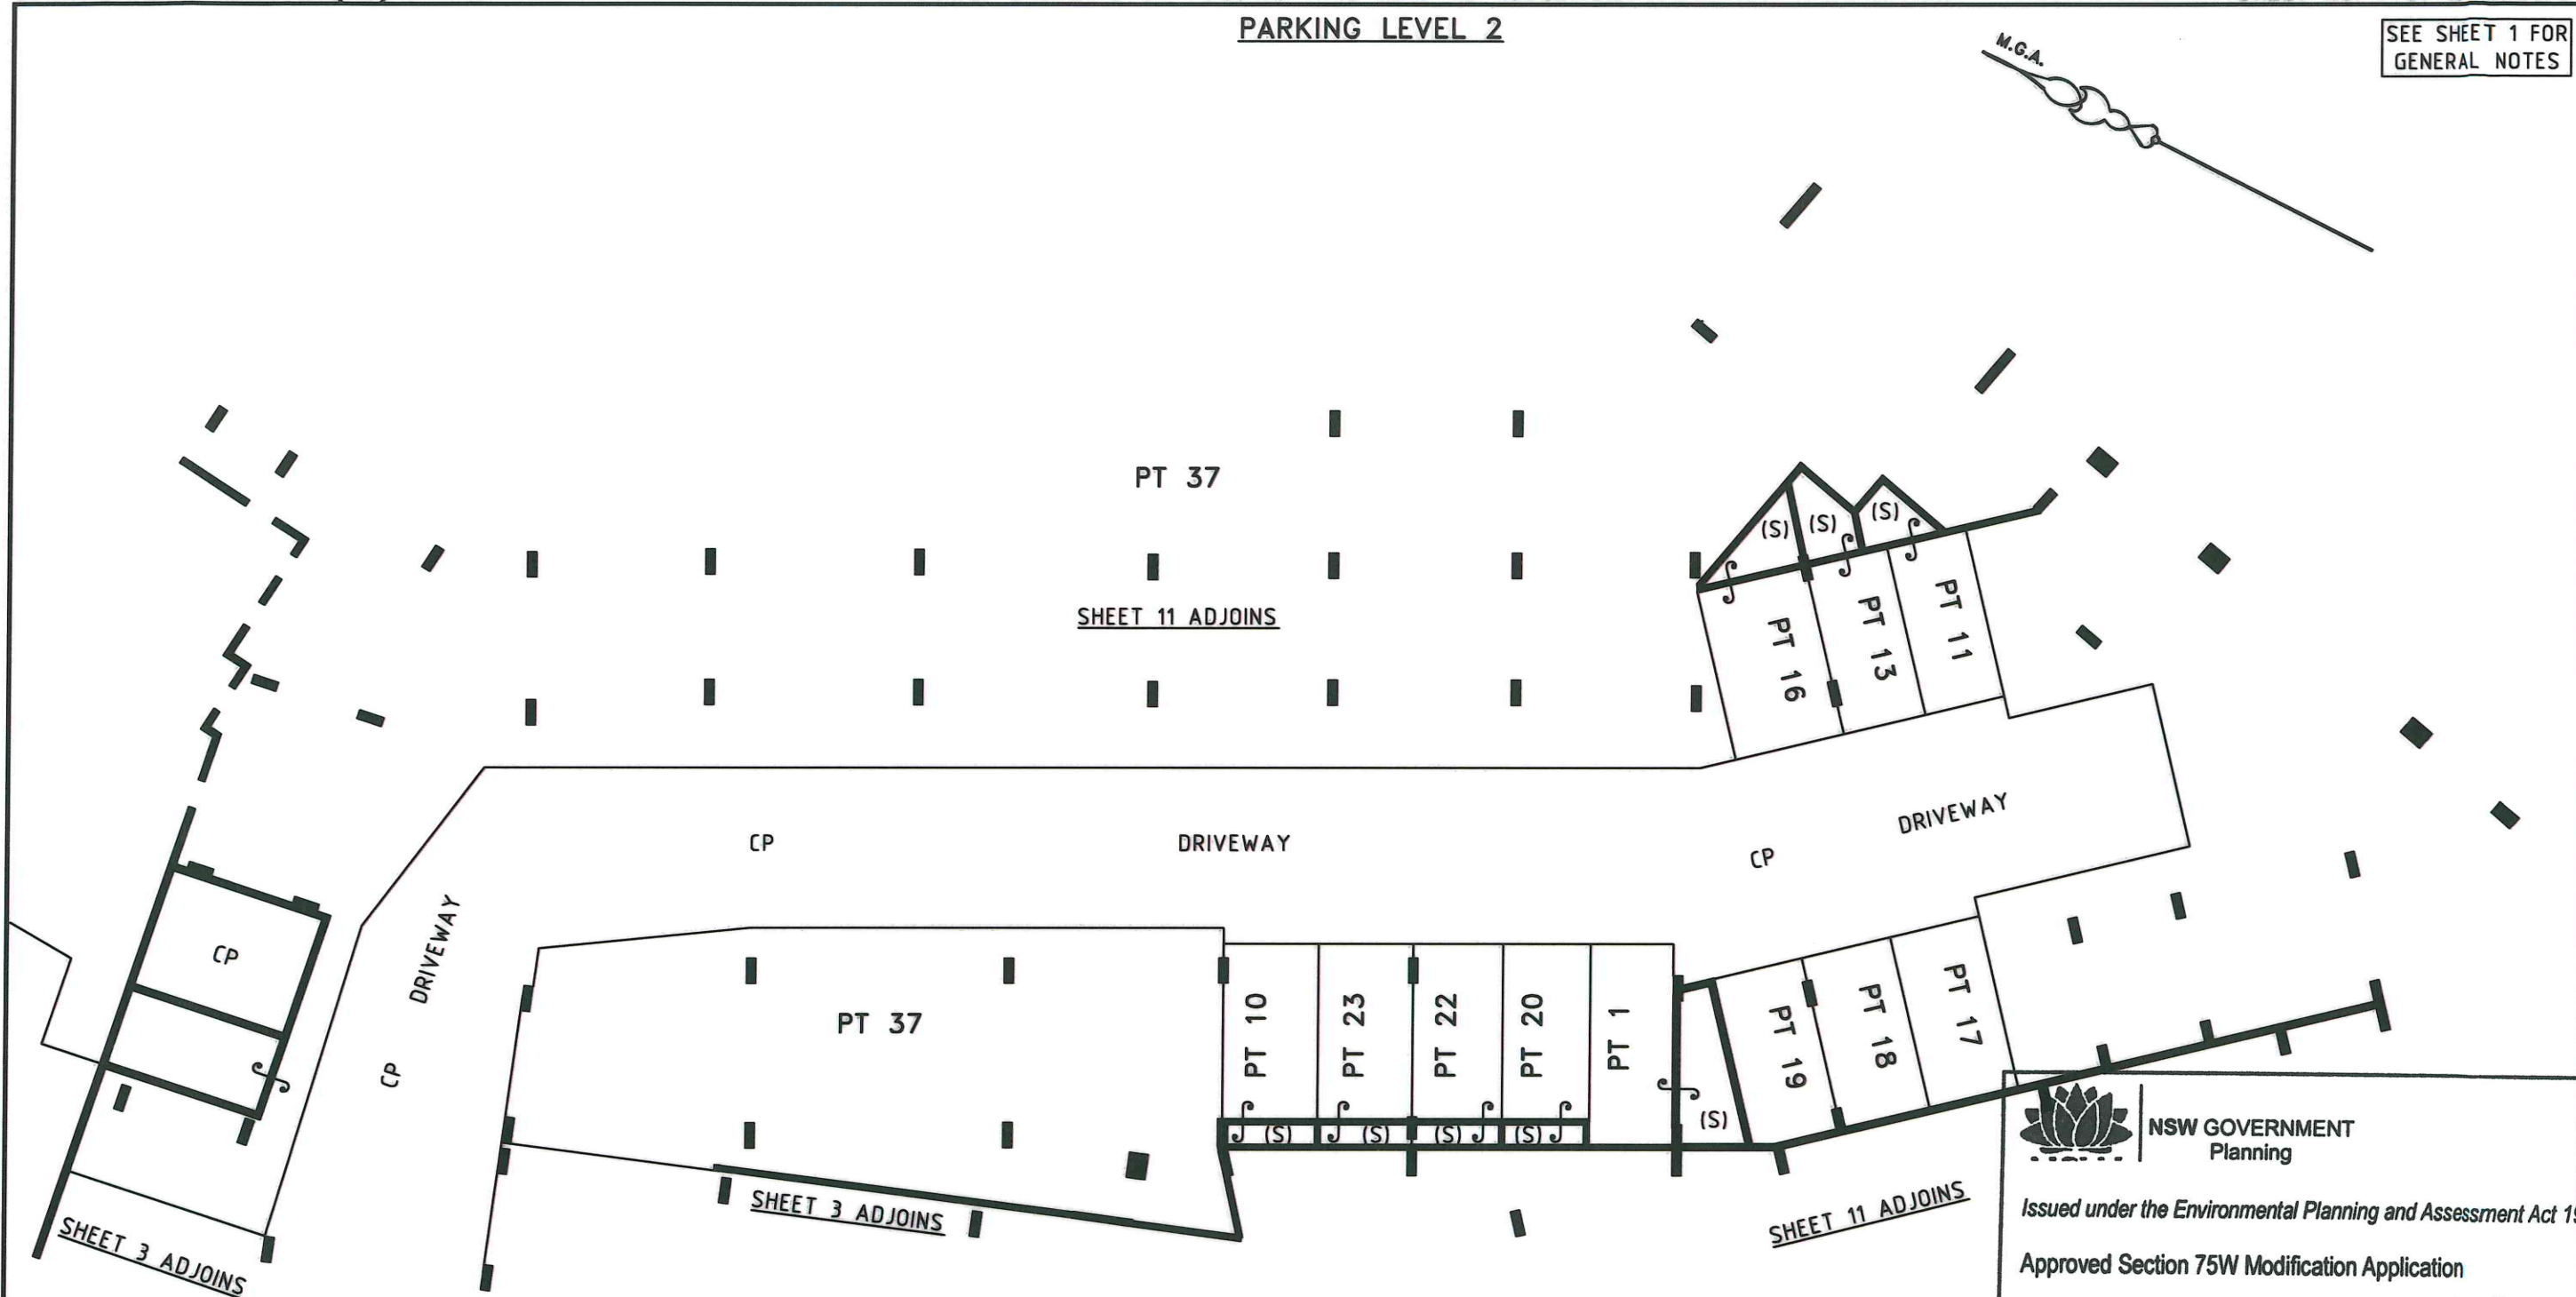 PARKING LEVEL 2
SEE SHEET 1 FOR
GENERAL NOTES
M.G.A.
PT 37
SHEET 11 ADJOINS
(S)
(S)
(S)
PT 16
PT 13
PT 11
CP
DRIVEWAY
CP
DRIVEWAY
CP
DRIVEWAY
CP
PT 37
PT 10
PT 23
PT 22
PT 20
PT 1
PT 19
PT 18
PT 17
(S)
(S)
(S)
(S)
(S)
SHEET 3 ADJOINS
SHEET 3 ADJOINS
SHEET 11 ADJOINS
NSW GOVERNMENT
Planning
Issued under the Environmental Planning and Assessment Act 19
Approved Section 75W Modification Application